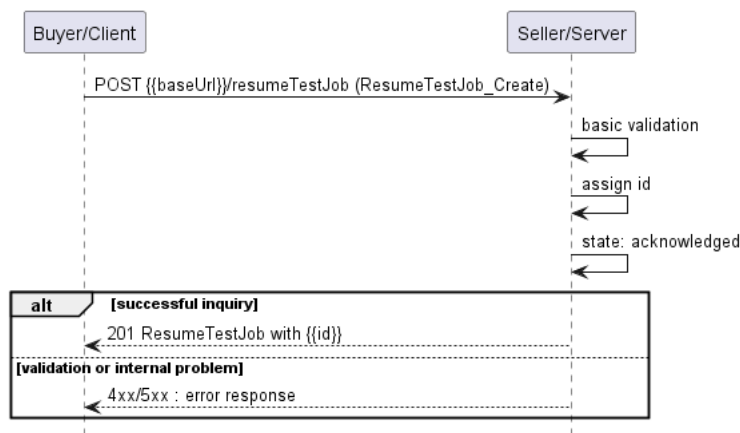 Buyer/Client
Seller/Server
POST {{baseUrl}}/resumeTestJob (ResumeTestJob_Create)
basic validation
assign id
state: acknowledged
alt [successful inquiry]
201 ResumeTestJob with {{id}}
[validation or internal problem]
4xx/5xx : error response